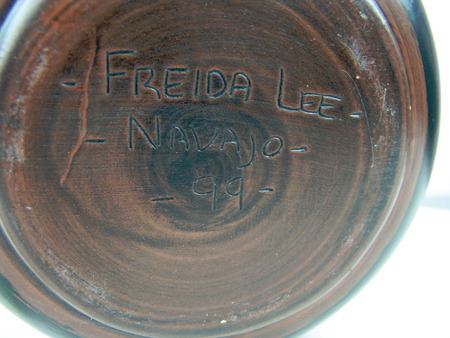 - FREIDA LEE -
- NAVAJO -
- 99 -